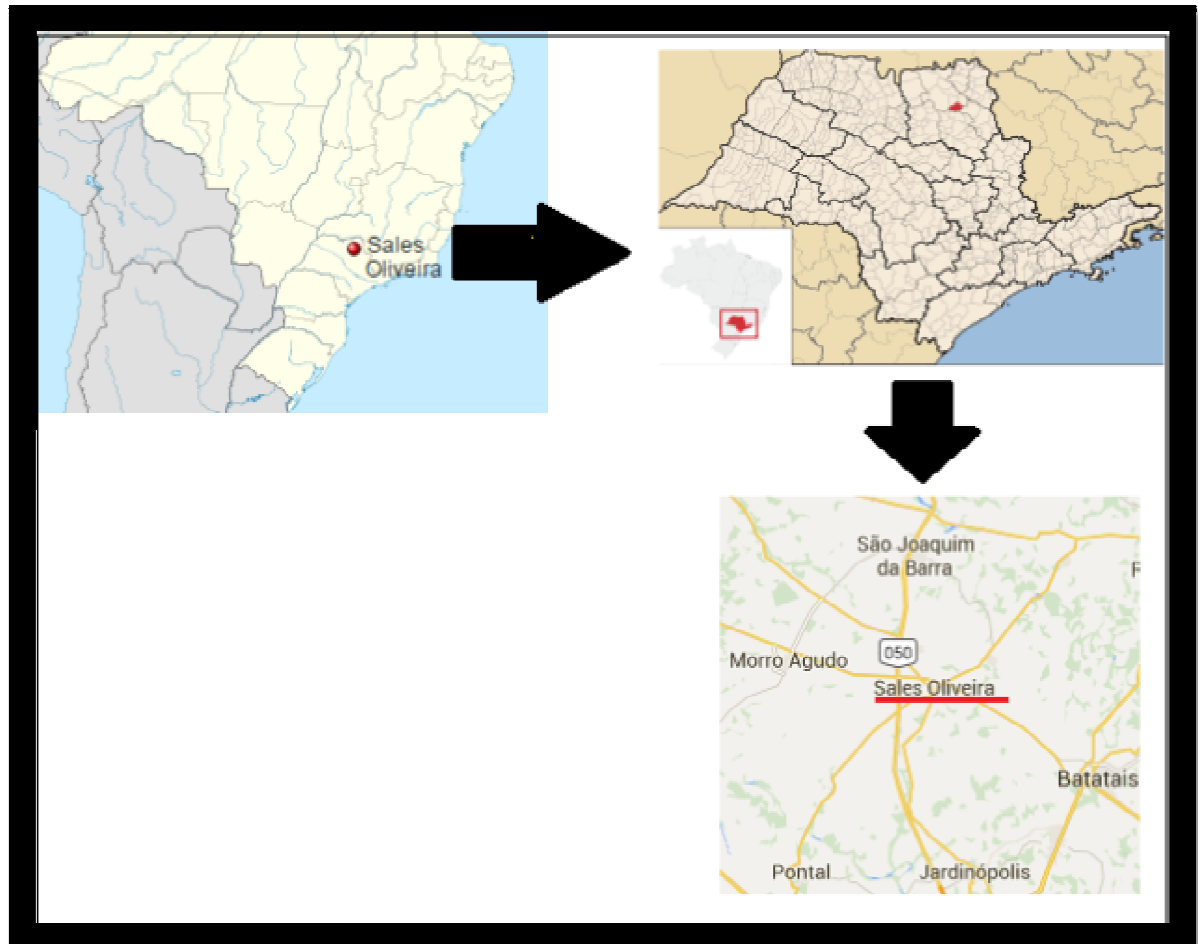 Sales
Oliveira
São Joaquim
da Barra
Morro Agudo
050
Sales Oliveira
Batatais
Pontal
Jardinópolis